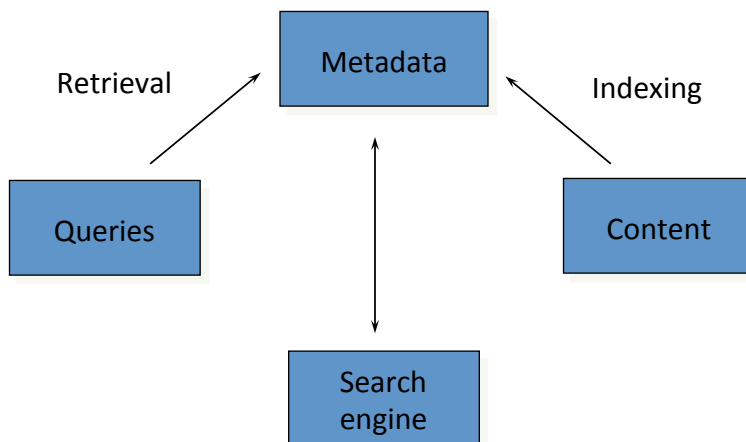 Metadata
Retrieval
Indexing
Queries
Content
Search
engine